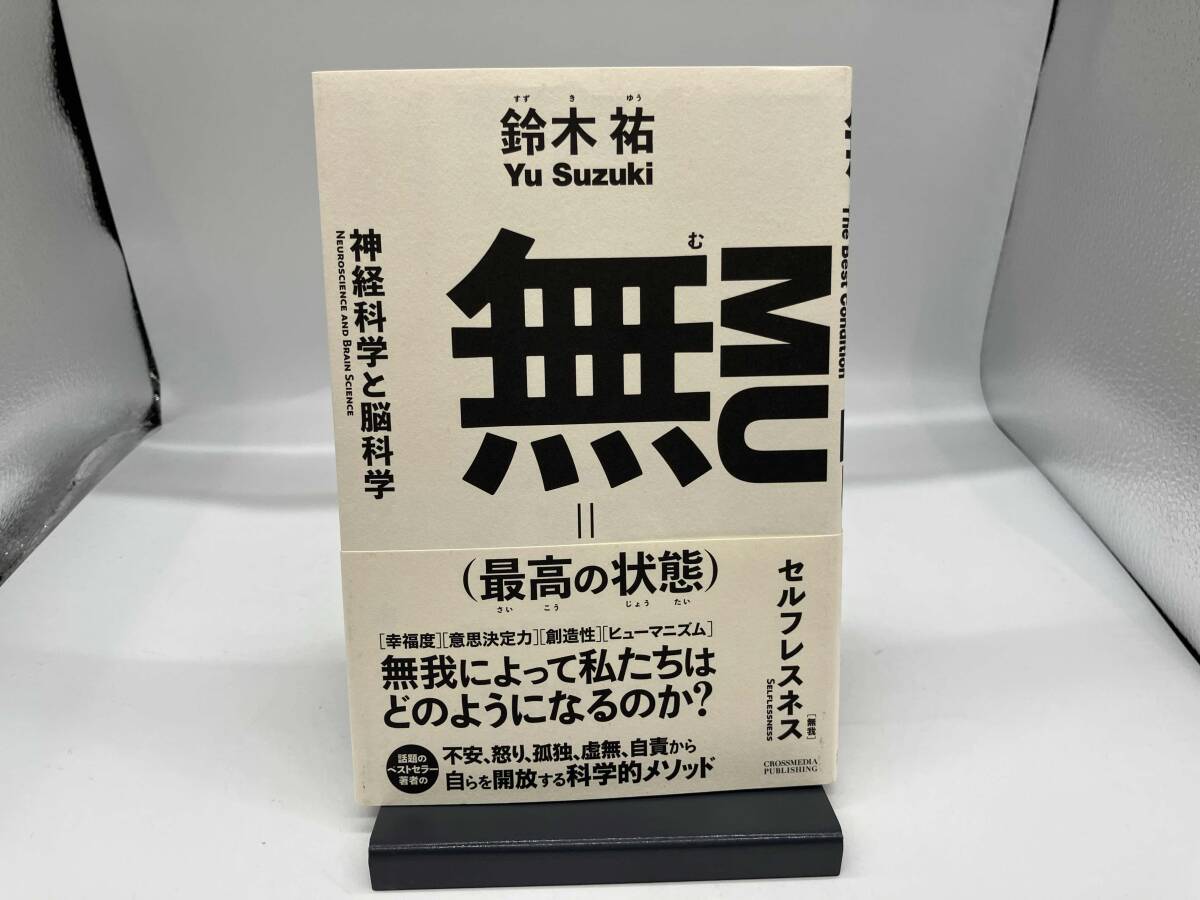 すず き ゆう
鈴木 祐
Yu Suzuki
神経科学と脳科学
NEUROSCIENCE AND BRAIN SCIENCE
む
無
MU
=
(最高の状態)
さい こう じょう たい
[幸福度][意思決定力][創造性][ヒューマニズム]
無我によって私たちは
どのようになるのか?
話題の
ベストセラー
著者の
不安、怒り、孤独、虚無、自責から
自らを開放する科学的メソッド
セルフレスネス
SELFLESSNESS
[無我]
CROSSMEDIA
PUBLISHING
The Best Condition